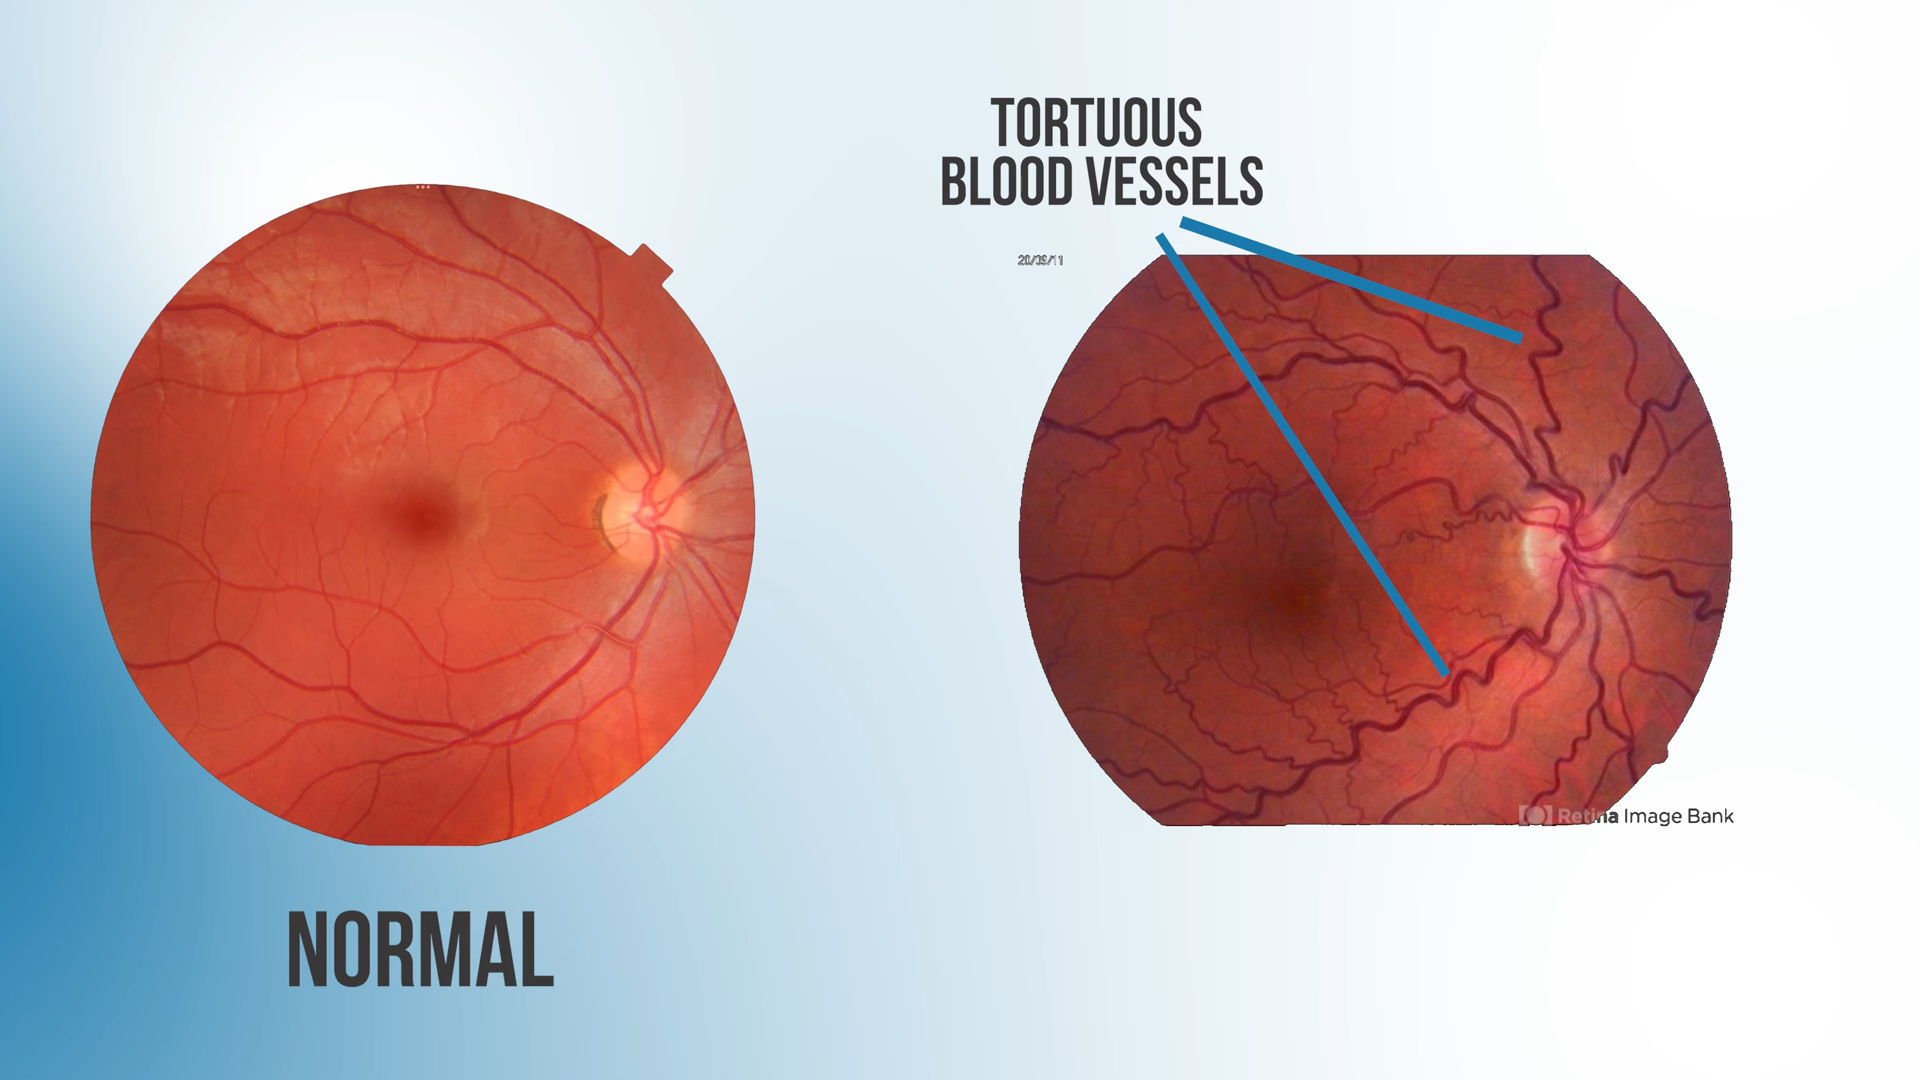 TORTUOUS
BLOOD VESSELS
20/09/11
Retina Image Bank
NORMAL